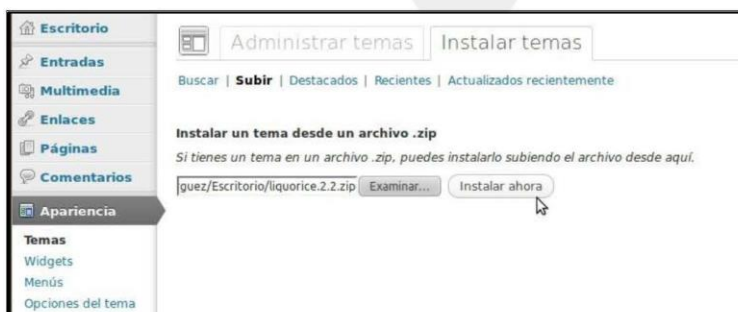 Escritorio
Entradas
Multimedia
Enlaces
Páginas
Comentarios
Apariencia
Temas
Widgets
Menús
Opciones del tema
Administrar temas
Instalar temas
Buscar | Subir | Destacados | Recientes | Actualizados recientemente
Instalar un tema desde un archivo .zip
Si tienes un tema en un archivo .zip, puedes instalarlo subiendo el archivo desde aquí.
guez/Escritorio/liquorice.2.2.zip Examinar... Instalar ahora